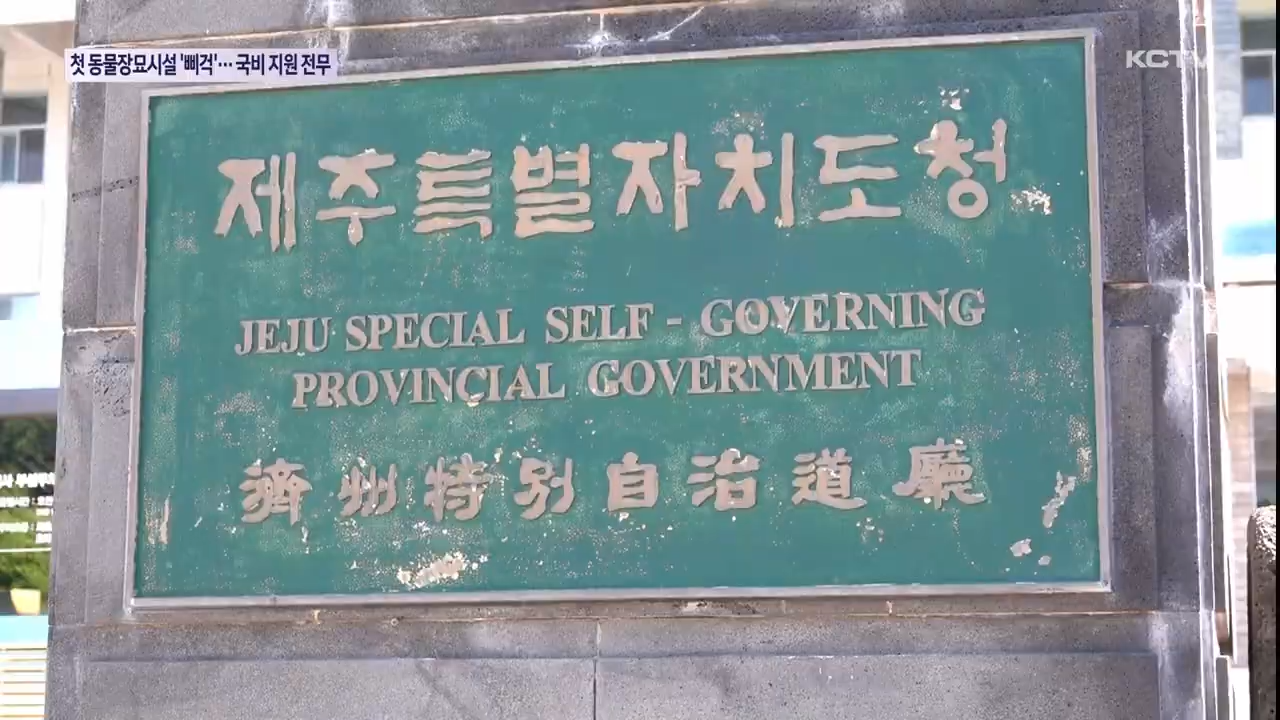 첫 동물장묘시설 '삐걱'… 국비 지원 전무
KCTV
제주특별자치도청
JEJU SPECIAL SELF - GOVERNING
PROVINCIAL GOVERNMENT
濟州特別自治道廳